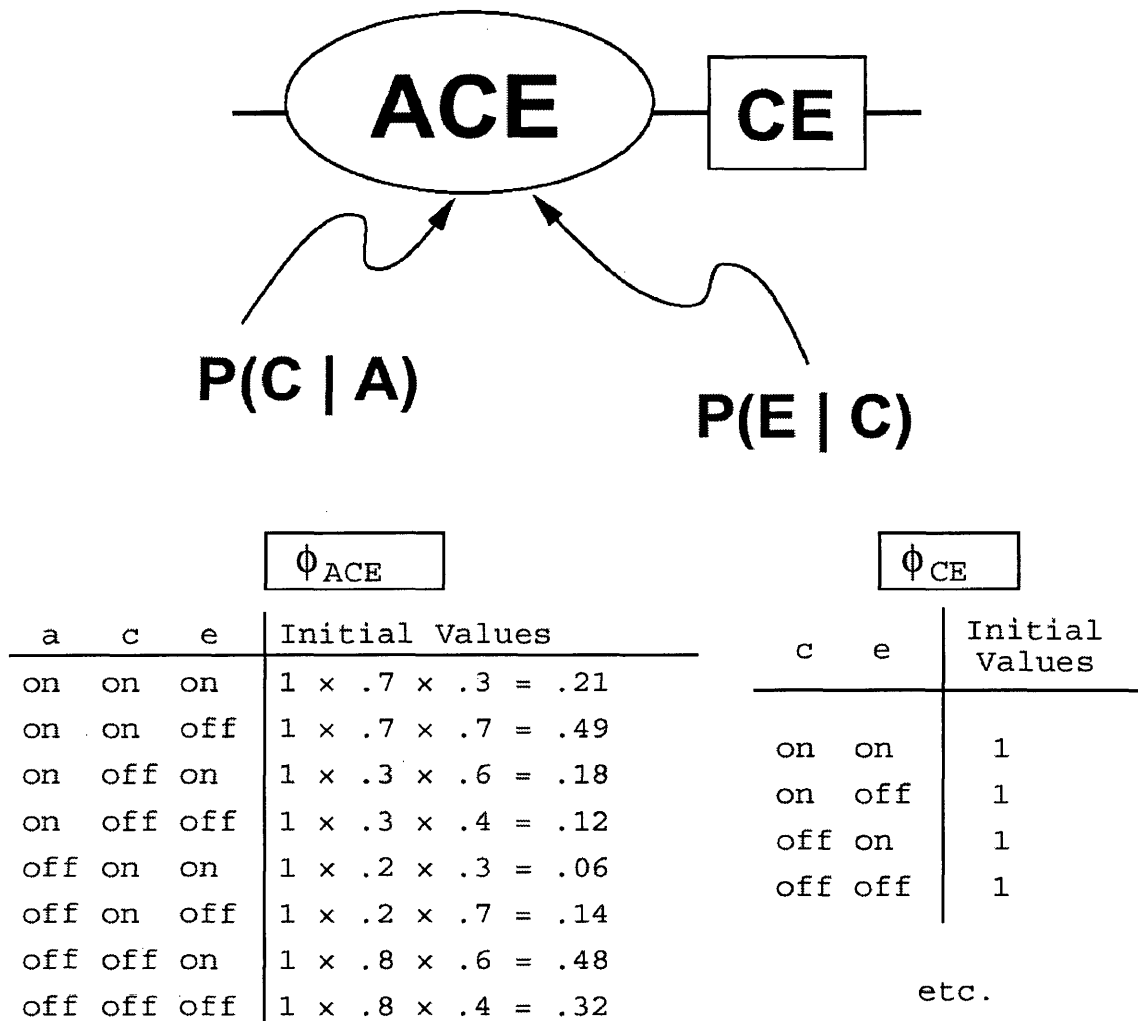 ACE CE
P(C | A)
P(E | C)
ϕACE
a c e Initial Values
on on on 1 × .7 × .3 = .21
on on off 1 × .7 × .7 = .49
on off on 1 × .3 × .6 = .18
on off off 1 × .3 × .4 = .12
off on on 1 × .2 × .3 = .06
off on off 1 × .2 × .7 = .14
off off on 1 × .8 × .6 = .48
off off off 1 × .8 × .4 = .32
ϕCE
c e Initial
Values
on on 1
on off 1
off on 1
off off 1
etc.